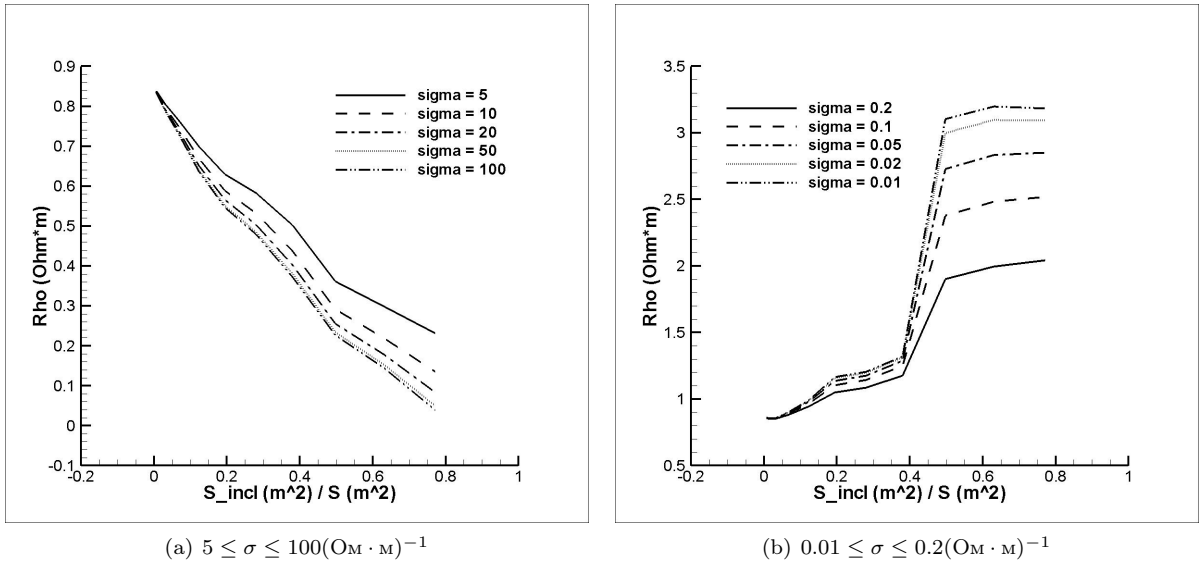 0.9
0.8
0.7
0.6
0.5
0.4
0.3
0.2
0.1
0
-0.1
Rho (Ohm*m)
-0.2 0 0.2 0.4 0.6 0.8 1
S_incl (m^2) / S (m^2)
sigma = 5
sigma = 10
sigma = 20
sigma = 50
sigma = 100
(a) 5 ≤ σ ≤ 100(Ом · м)−1
3.5
3
2.5
2
1.5
1
0.5
Rho (Ohm*m)
-0.2 0 0.2 0.4 0.6 0.8 1
S_incl (m^2) / S (m^2)
sigma = 0.2
sigma = 0.1
sigma = 0.05
sigma = 0.02
sigma = 0.01
(b) 0.01 ≤ σ ≤ 0.2(Ом · м)−1